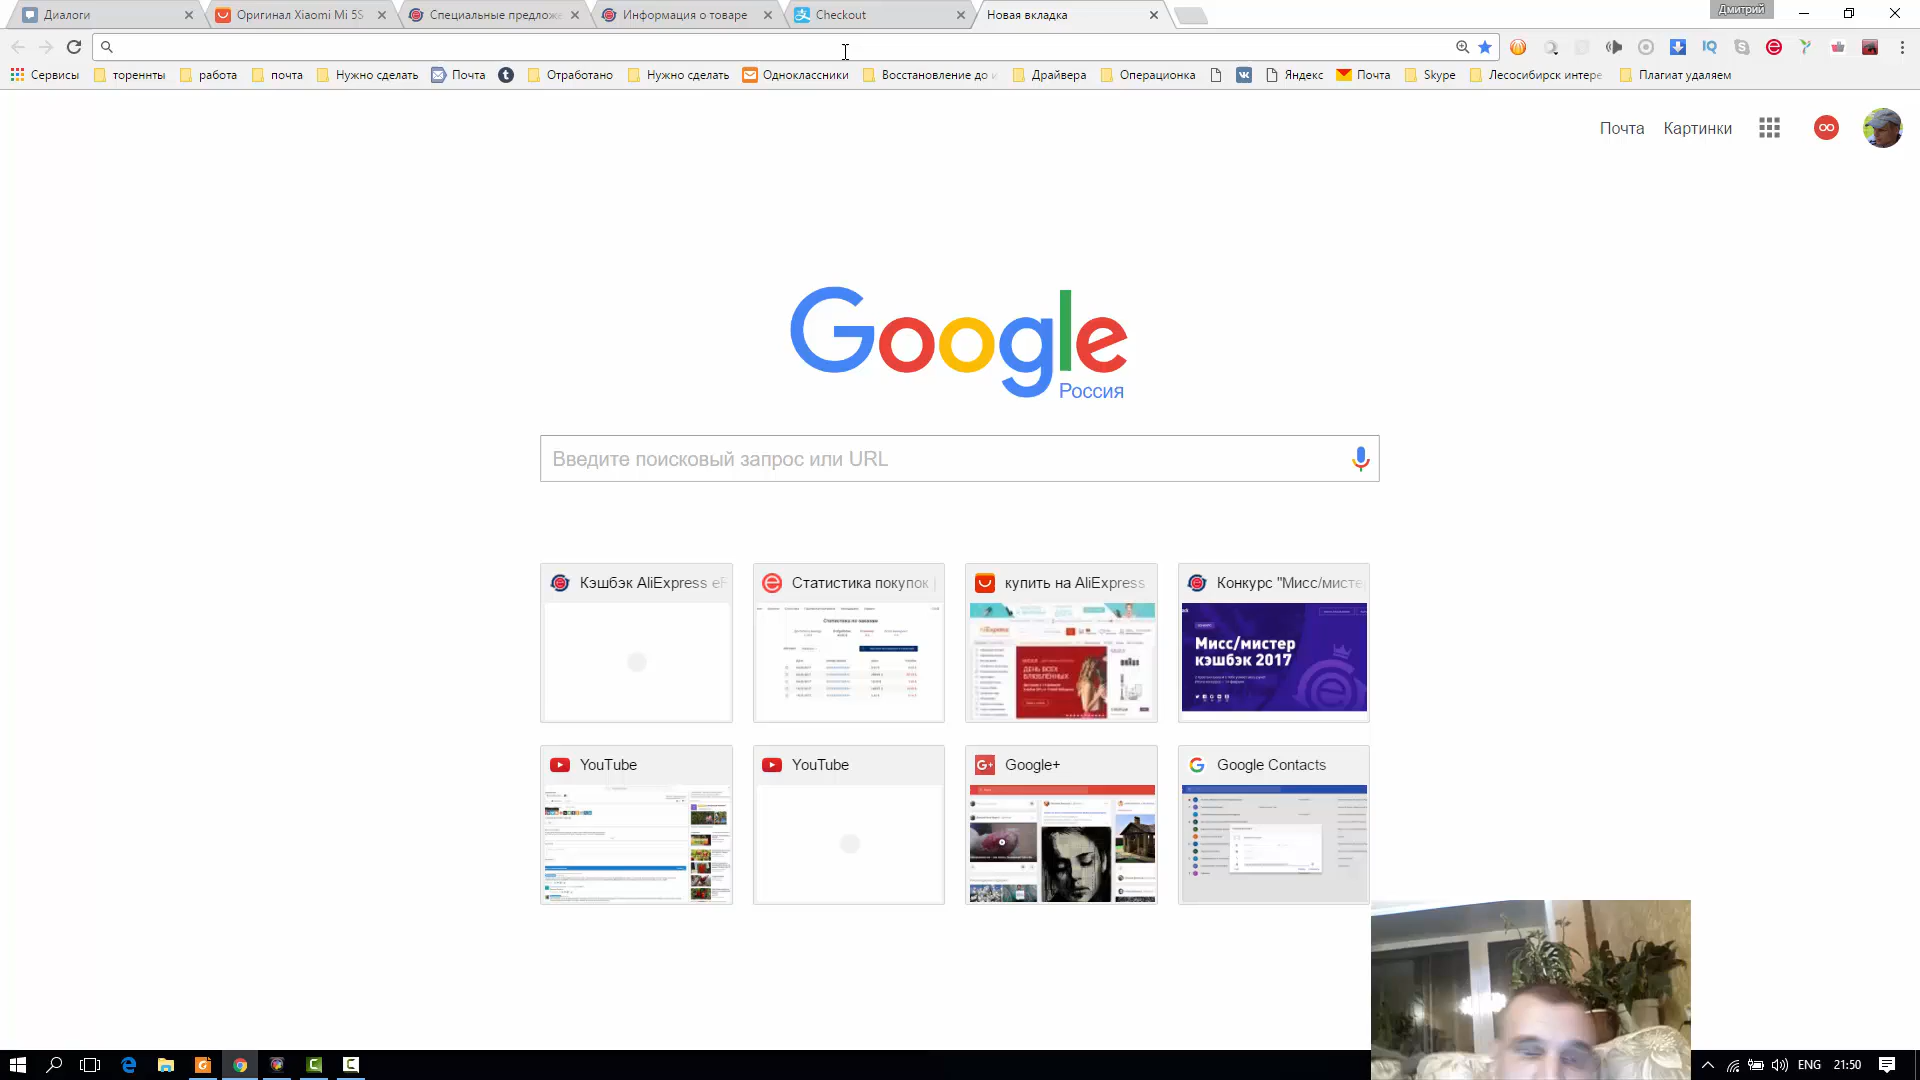 Диалоги
Оригинал Xiaomi Mi 5S
Специальные предлож
Информация о товаре
Checkout
Новая вкладка
Дмитрий
Сервисы
тореннты
работа
почта
Нужно сделать
Почта
Отработано
Нужно сделать
Одноклассники
Восстановление до и
Драйвера
Операционка
Яндекс
Почта
Skype
Лесосибирск интере
Плагиат удаляем
Почта
Картинки
Google
Россия
Введите поисковый запрос или URL
Кэшбэк AliExpress eP
Статистика покупок |
купить на AliExpress
Конкурс "Мисс/мисте
Мисс/мистер
кэшбэк 2017
YouTube
YouTube
Google+
Google Contacts
ENG
21:50